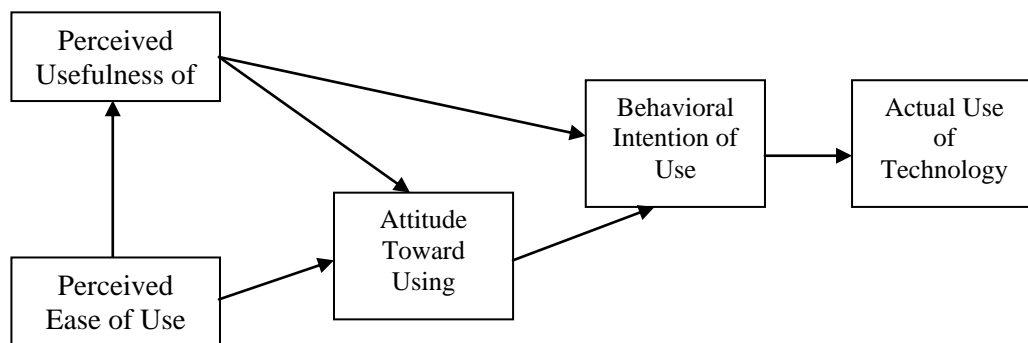 Perceived
Usefulness of
Behavioral
Intention of
Use
Actual Use
of
Technology
Attitude
Toward
Using
Perceived
Ease of Use